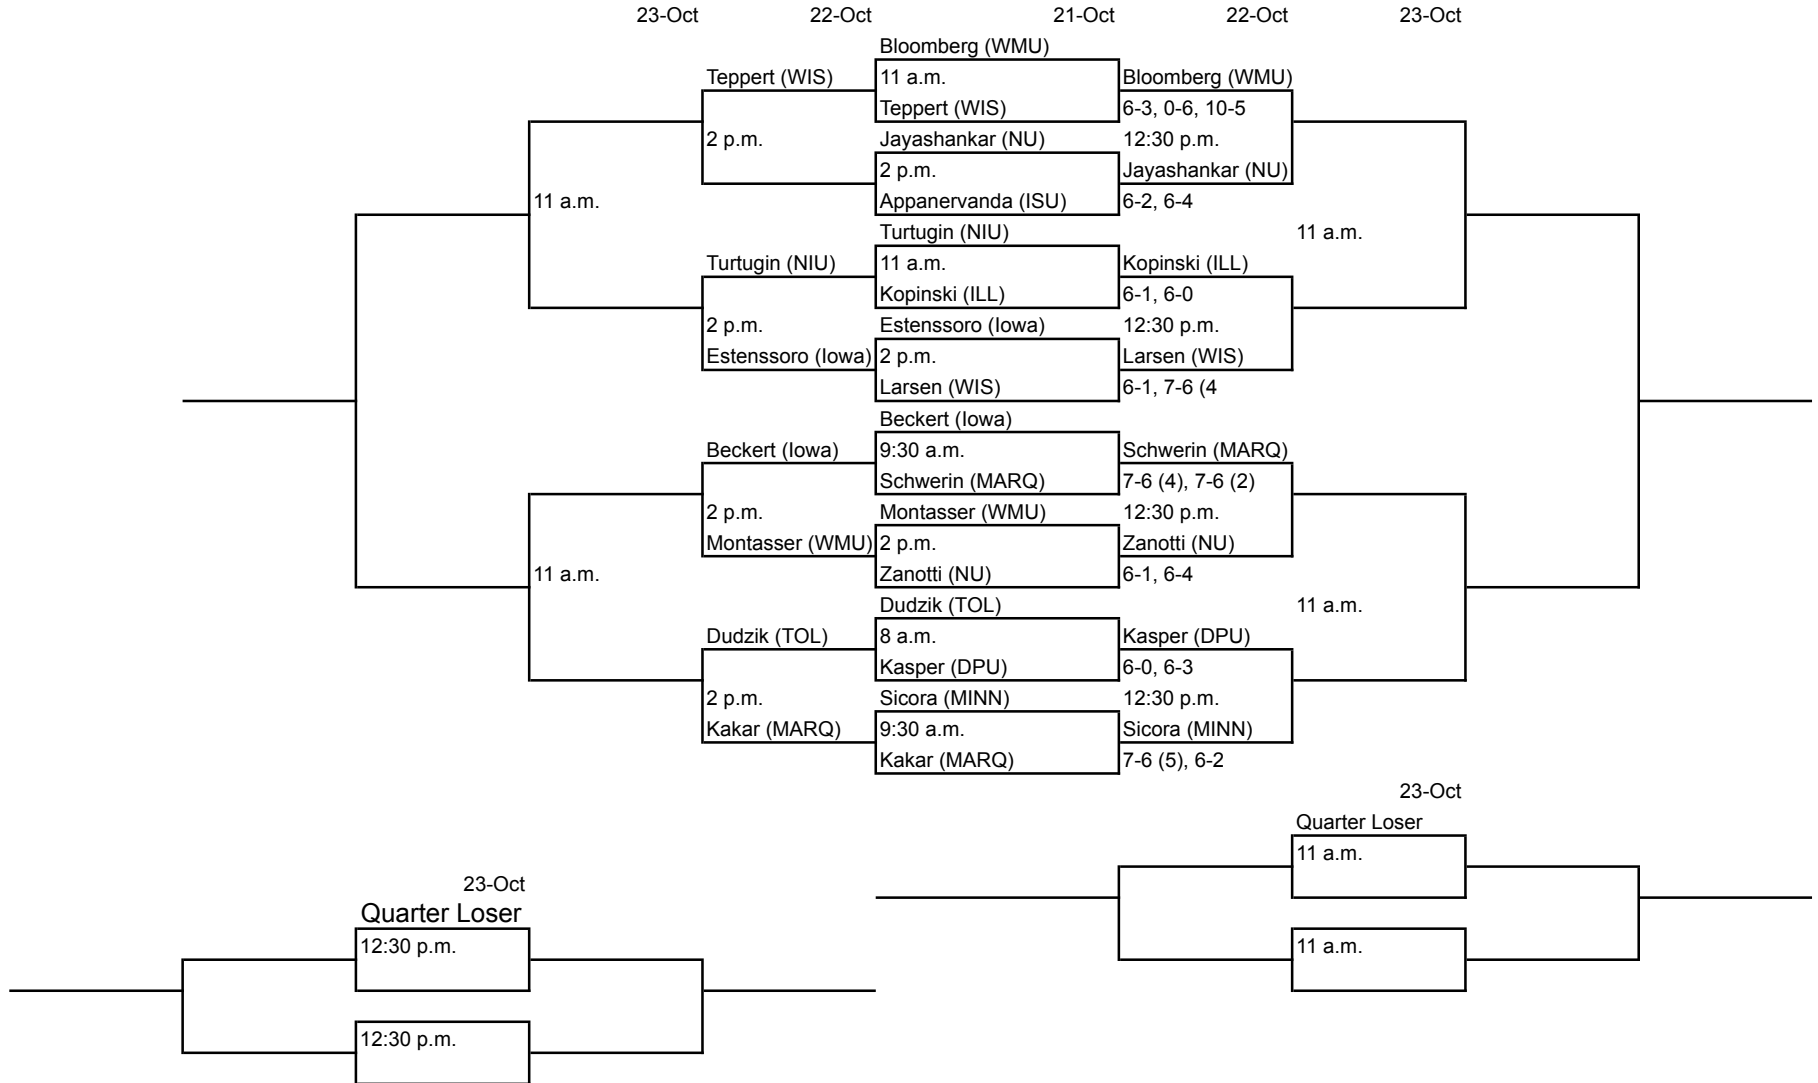 23-Oct 22-Oct 21-Oct 22-Oct 23-Oct
Bloomberg (WMU)
Teppert (WIS) 11 a.m. Bloomberg (WMU)
Teppert (WIS) 6-3, 0-6, 10-5
2 p.m. Jayashankar (NU) 12:30 p.m.
2 p.m. Jayashankar (NU)
11 a.m. Appanervanda (ISU) 6-2, 6-4
Turtugin (NIU) 11 a.m.
Turtugin (NIU) 11 a.m. Kopinski (ILL)
Kopinski (ILL) 6-1, 6-0
2 p.m. Estenssoro (Iowa) 12:30 p.m.
Estenssoro (Iowa) 2 p.m. Larsen (WIS)
Larsen (WIS) 6-1, 7-6 (4
Beckert (Iowa)
Beckert (Iowa) 9:30 a.m. Schwerin (MARQ)
Schwerin (MARQ) 7-6 (4), 7-6 (2)
2 p.m. Montasser (WMU) 12:30 p.m.
Montasser (WMU) 2 p.m. Zanotti (NU)
11 a.m. Zanotti (NU) 6-1, 6-4
Dudzik (TOL) 11 a.m.
Dudzik (TOL) 8 a.m. Kasper (DPU)
Kasper (DPU) 6-0, 6-3
2 p.m. Sicora (MINN) 12:30 p.m.
Kakar (MARQ) 9:30 a.m. Sicora (MINN)
Kakar (MARQ) 7-6 (5), 6-2
23-Oct
Quarter Loser
11 a.m.
23-Oct
Quarter Loser
12:30 p.m. 11 a.m.
12:30 p.m.